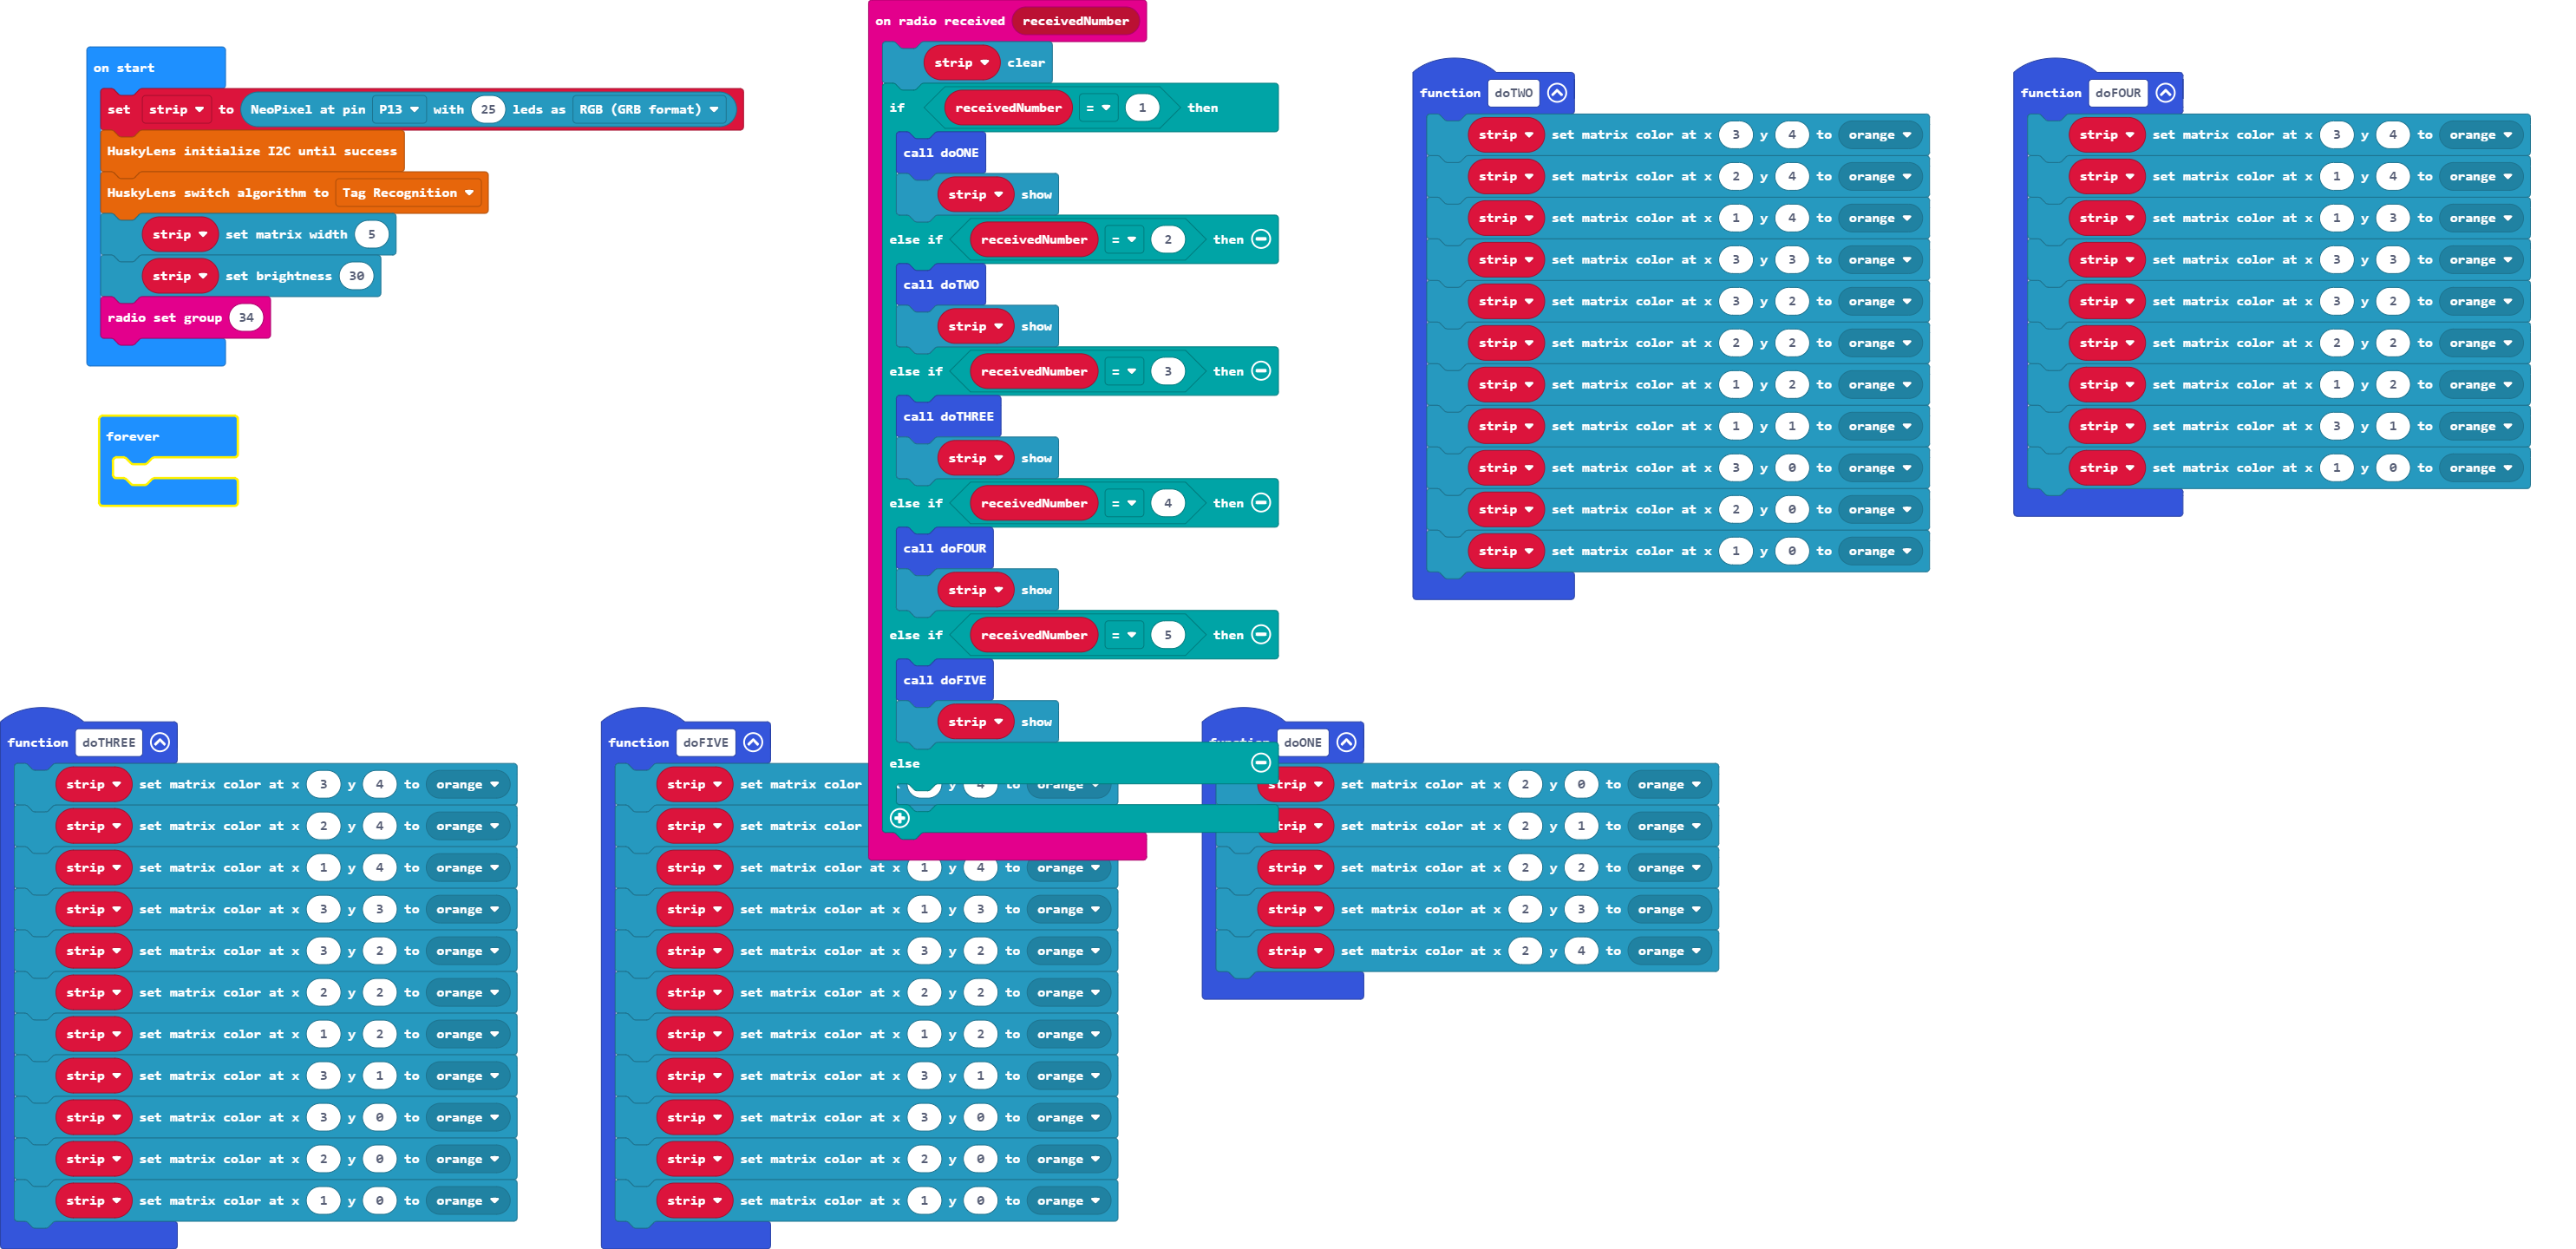 on start
set strip to NeoPixel at pin P13 with 25 leds as RGB (GRB format)
HuskyLens initialize I2C until success
HuskyLens switch algorithm to Tag Recognition
strip set matrix width 5
strip set brightness 30
radio set group 34
forever
on radio received receivedNumber
strip clear
if receivedNumber = 1 then
call doONE
strip show
else if receivedNumber = 2 then
call doTWO
strip show
else if receivedNumber = 3 then
call doTHREE
strip show
else if receivedNumber = 4 then
call doFOUR
strip show
else if receivedNumber = 5 then
call doFIVE
strip show
else
function doTWO
strip set matrix color at x 3 y 4 to orange
strip set matrix color at x 2 y 4 to orange
strip set matrix color at x 1 y 4 to orange
strip set matrix color at x 3 y 3 to orange
strip set matrix color at x 3 y 2 to orange
strip set matrix color at x 2 y 2 to orange
strip set matrix color at x 1 y 2 to orange
strip set matrix color at x 1 y 1 to orange
strip set matrix color at x 3 y 0 to orange
strip set matrix color at x 2 y 0 to orange
strip set matrix color at x 1 y 0 to orange
function doFOUR
strip set matrix color at x 3 y 4 to orange
strip set matrix color at x 1 y 4 to orange
strip set matrix color at x 1 y 3 to orange
strip set matrix color at x 3 y 3 to orange
strip set matrix color at x 3 y 2 to orange
strip set matrix color at x 2 y 2 to orange
strip set matrix color at x 1 y 2 to orange
strip set matrix color at x 3 y 1 to orange
strip set matrix color at x 1 y 0 to orange
function doTHREE
strip set matrix color at x 3 y 4 to orange
strip set matrix color at x 2 y 4 to orange
strip set matrix color at x 1 y 4 to orange
strip set matrix color at x 3 y 3 to orange
strip set matrix color at x 3 y 2 to orange
strip set matrix color at x 2 y 2 to orange
strip set matrix color at x 1 y 2 to orange
strip set matrix color at x 3 y 1 to orange
strip set matrix color at x 3 y 0 to orange
strip set matrix color at x 2 y 0 to orange
strip set matrix color at x 1 y 0 to orange
function doFIVE
strip set matrix color y 4 to orange
strip set matrix color
strip set matrix color at x 1 y 4 to orange
strip set matrix color at x 1 y 3 to orange
strip set matrix color at x 3 y 2 to orange
strip set matrix color at x 2 y 2 to orange
strip set matrix color at x 1 y 2 to orange
strip set matrix color at x 3 y 1 to orange
strip set matrix color at x 3 y 0 to orange
strip set matrix color at x 2 y 0 to orange
strip set matrix color at x 1 y 0 to orange
function doONE
strip set matrix color at x 2 y 0 to orange
strip set matrix color at x 2 y 1 to orange
strip set matrix color at x 2 y 2 to orange
strip set matrix color at x 2 y 3 to orange
strip set matrix color at x 2 y 4 to orange